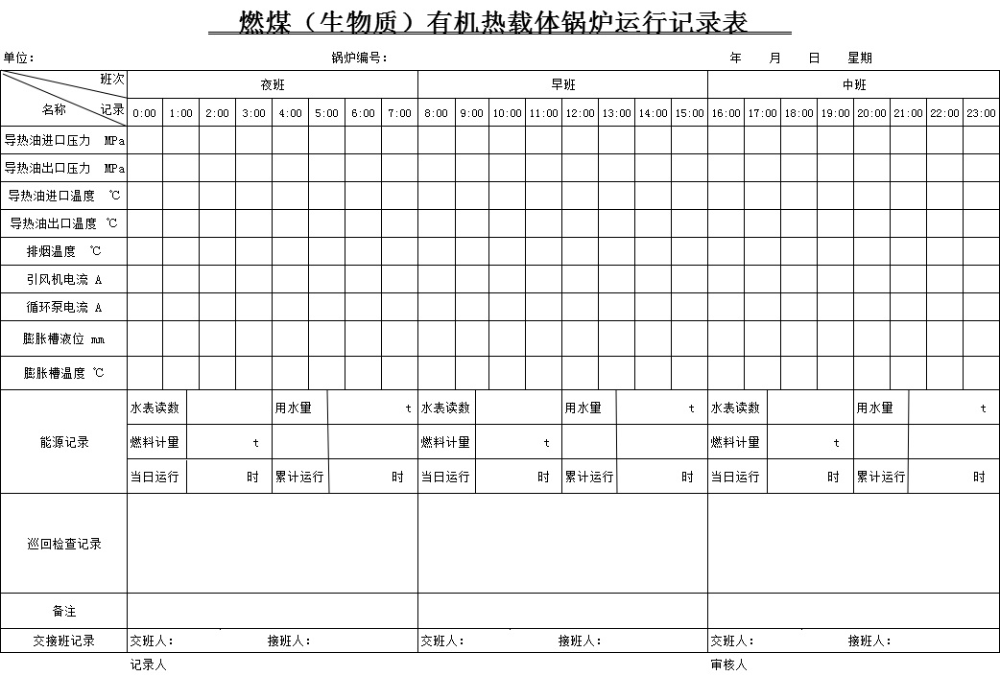 燃煤（生物质）有机热载体锅炉运行记录表
单位： 锅炉编号： 年 月 日 星期
班次 夜班 早班 中班
名称 记录 0:00 1:00 2:00 3:00 4:00 5:00 6:00 7:00 8:00 9:00 10:00 11:00 12:00 13:00 14:00 15:00 16:00 17:00 18:00 19:00 20:00 21:00 22:00 23:00
导热油进口压力 MPa
导热油出口压力 MPa
导热油进口温度 ℃
导热油出口温度 ℃
排烟温度 ℃
引风机电流 A
循环泵电流 A
膨胀槽液位 mm
膨胀槽温度 ℃
水表读数 用水量 t 水表读数 用水量 t 水表读数 用水量 t
能源记录 燃料计量 t 燃料计量 t 燃料计量 t
当日运行 时 累计运行 时 当日运行 时 累计运行 时 当日运行 时 累计运行 时
巡回检查记录
备注
交接班记录 交班人： 接班人： 交班人： 接班人： 交班人： 接班人：
记录人 审核人